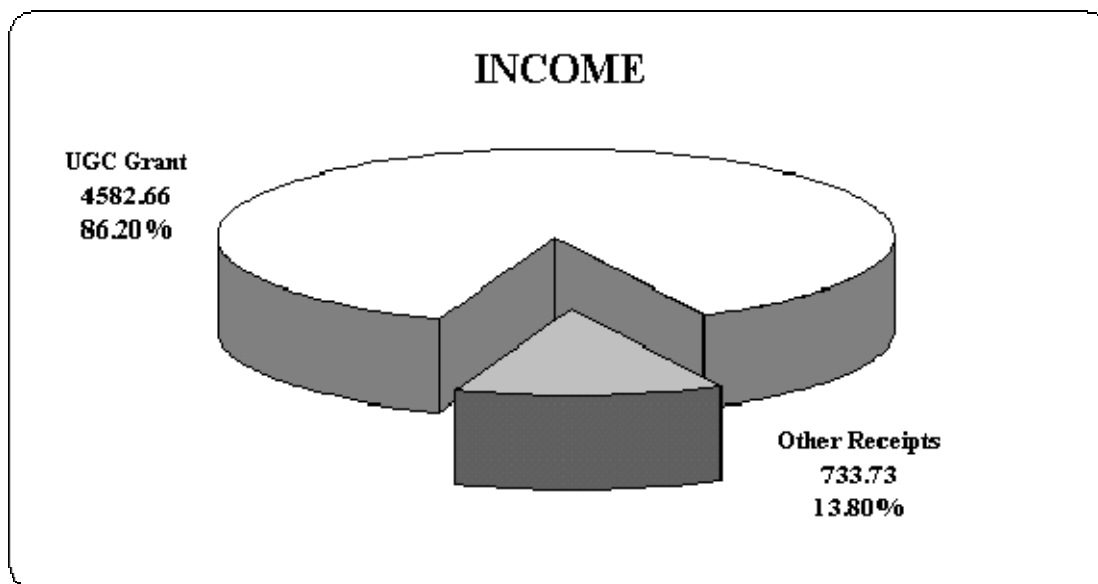 INCOME
UGC Grant
4582.66
86.20%
Other Receipts
733.73
13.80%